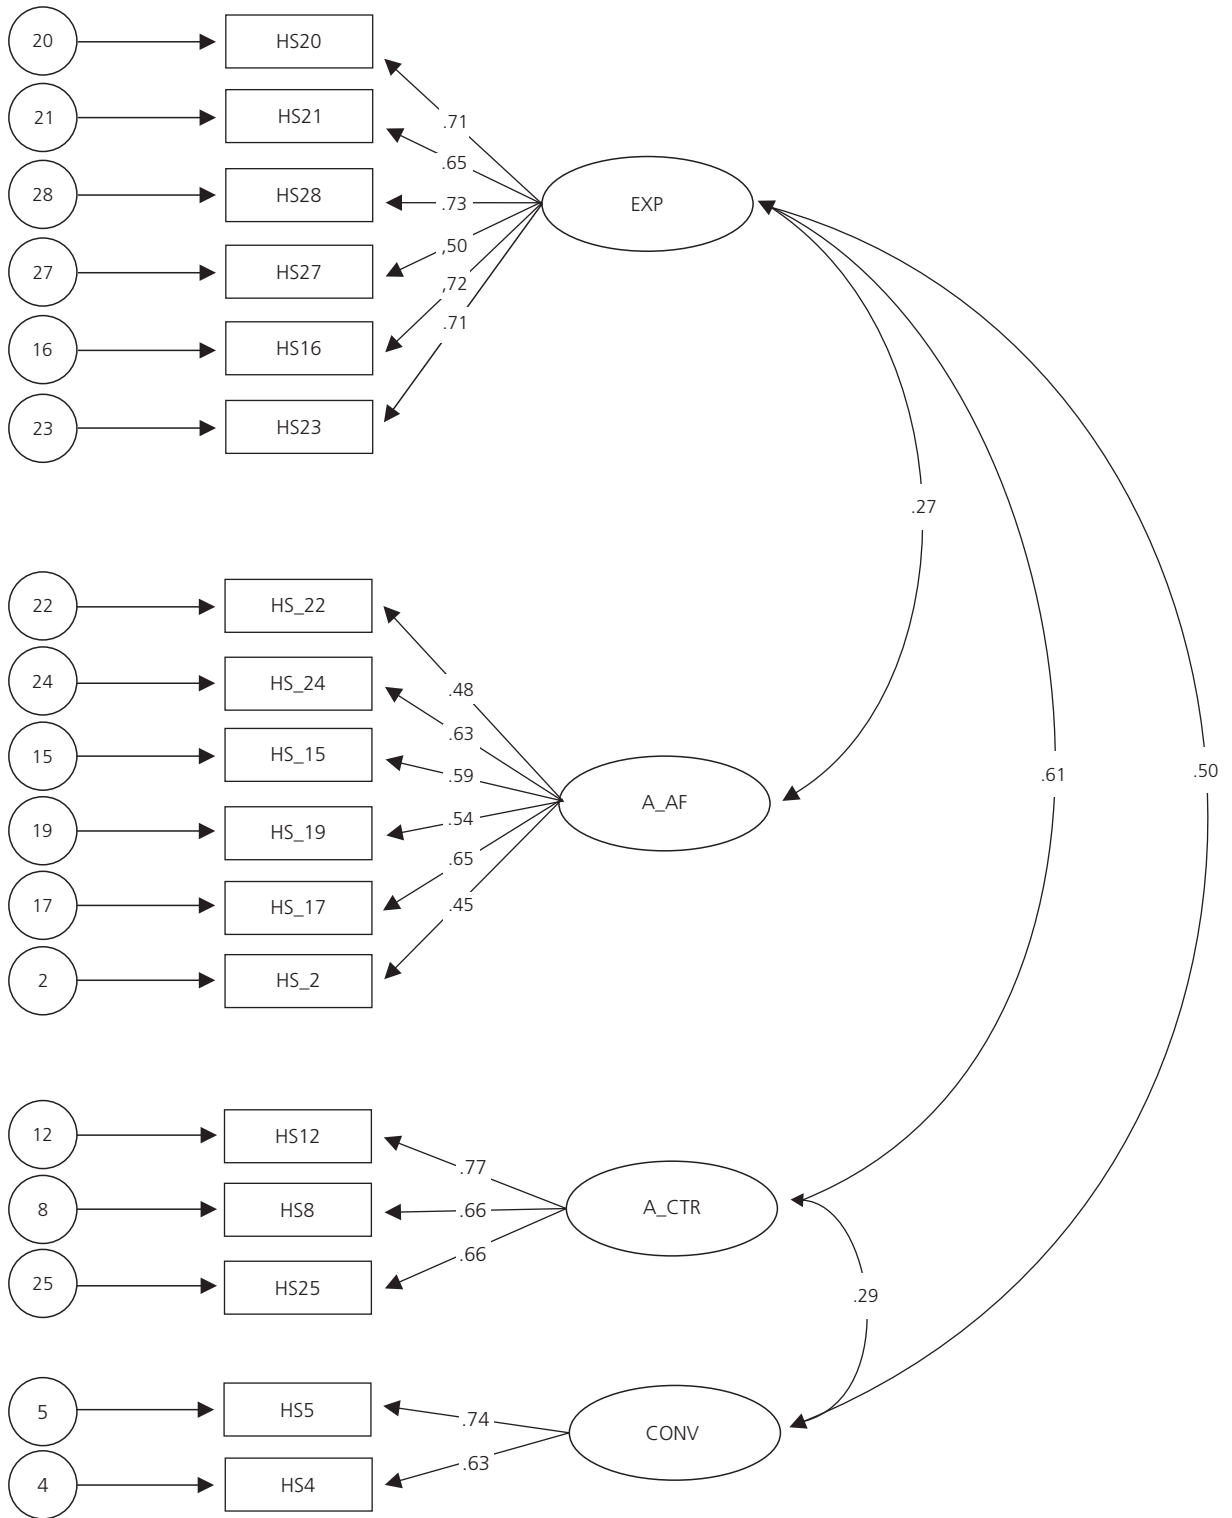 20 HS20
21 HS21
.71
.65
28 HS28
.73
EXP
27 HS27
,50
,72
16 HS16
.71
23 HS23
.27
22 HS_22
24 HS_24
.48
.63
15 HS_15
.59
A_AF
19 HS_19
.54
.65
17 HS_17
.45
2 HS_2
.61
.50
12 HS12
.77
8 HS8
.66
A_CTR
.66
25 HS25
.29
5 HS5
.74
CONV
.63
4 HS4